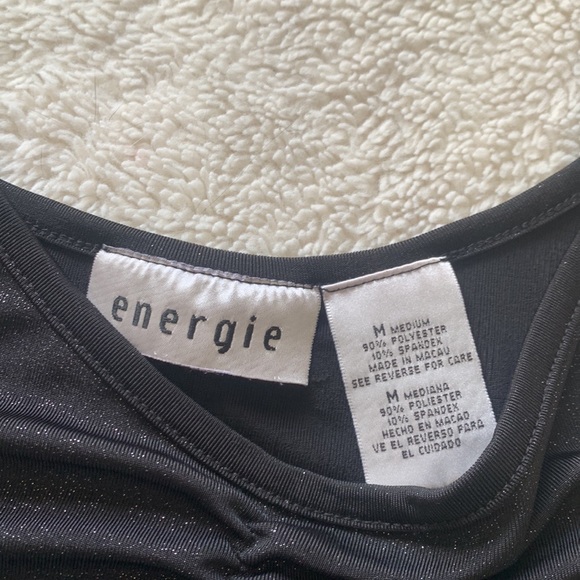 energie
M MEDIUM
90% POLYESTER
10% SPANDEX
MADE IN MACAU
SEE REVERSE FOR CARE
M MEDIANA
90% POLIESTER
10% SPANDEX
HECHO EN MACAO
VE EL REVERSO PARA
EL CUIDADO